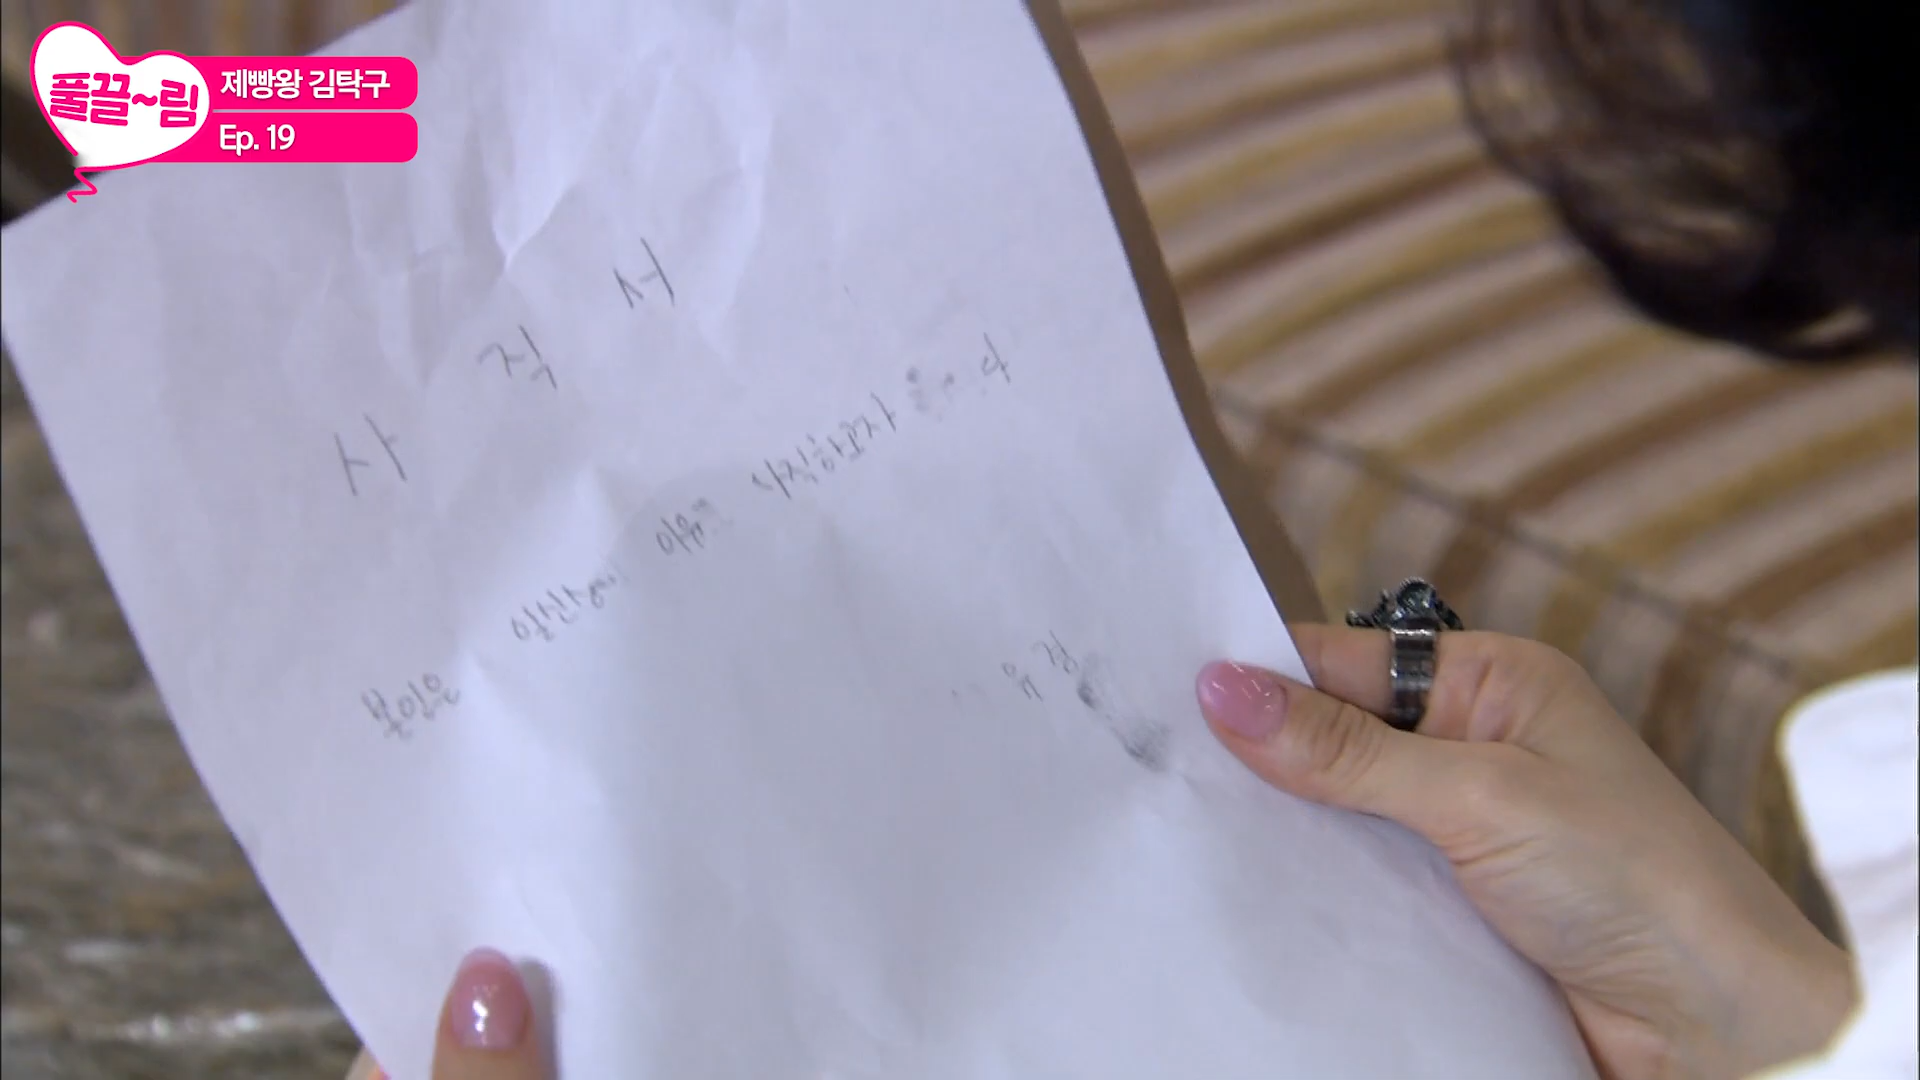 풀끌~림
제빵왕 김탁구
Ep. 19
사 직 서
본인은 일신상에 이유로 사직하고자 합니다
유경